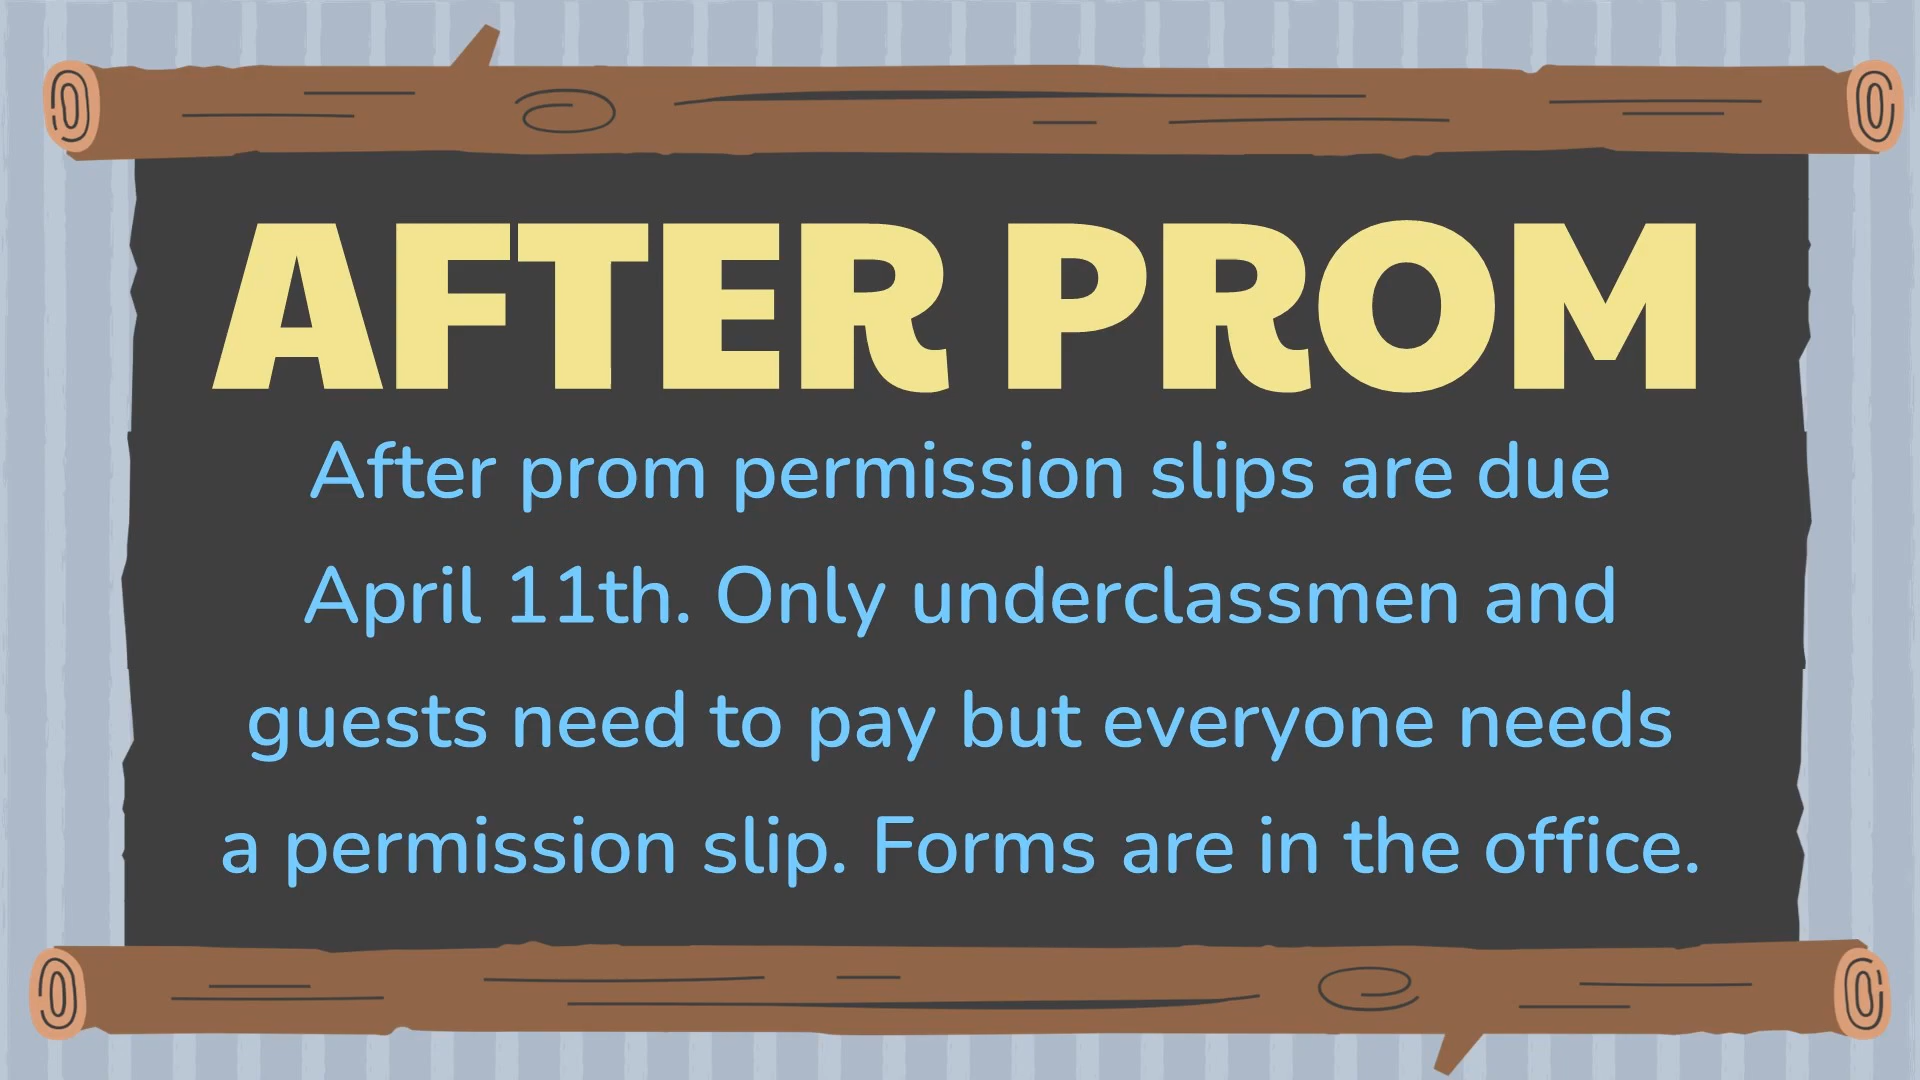 AFTER PROM
After prom permission slips are due
April 11th. Only underclassmen and
guests need to pay but everyone needs
a permission slip. Forms are in the office.